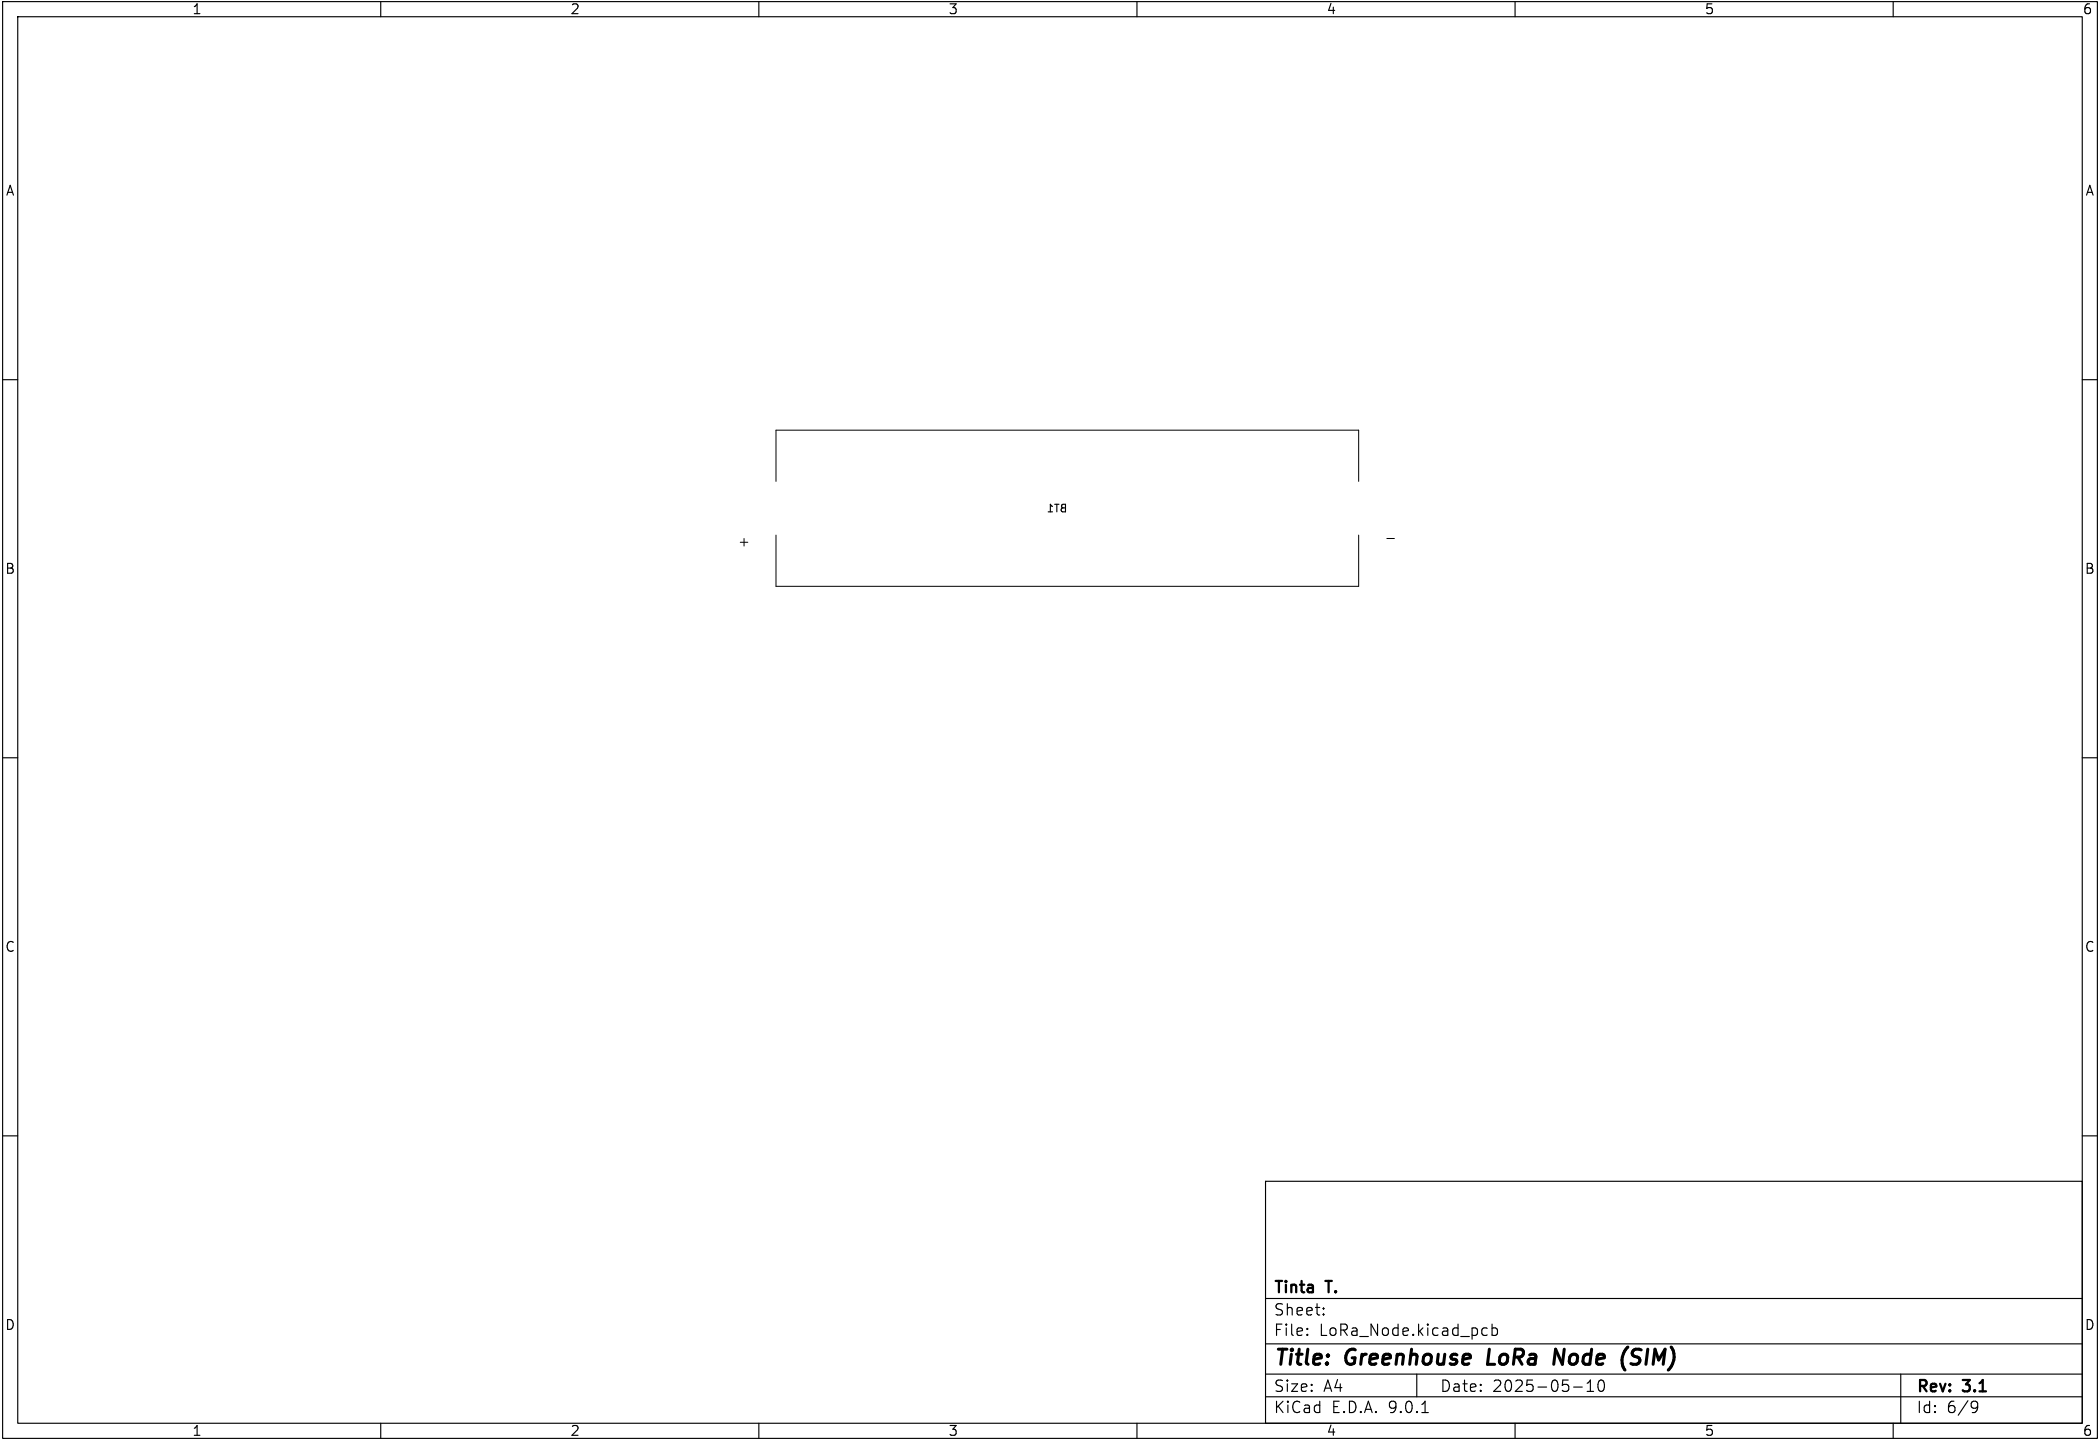 1 2 3 4 5 6
A A
BT1
+ -
B B
C C
Tinta T.
Sheet:
D D
File: LoRa_Node.kicad_pcb
Title: Greenhouse LoRa Node (SIM)
Size: A4 Date: 2025-05-10 Rev: 3.1
KiCad E.D.A. 9.0.1 Id: 6/9
1 2 3 4 5 6